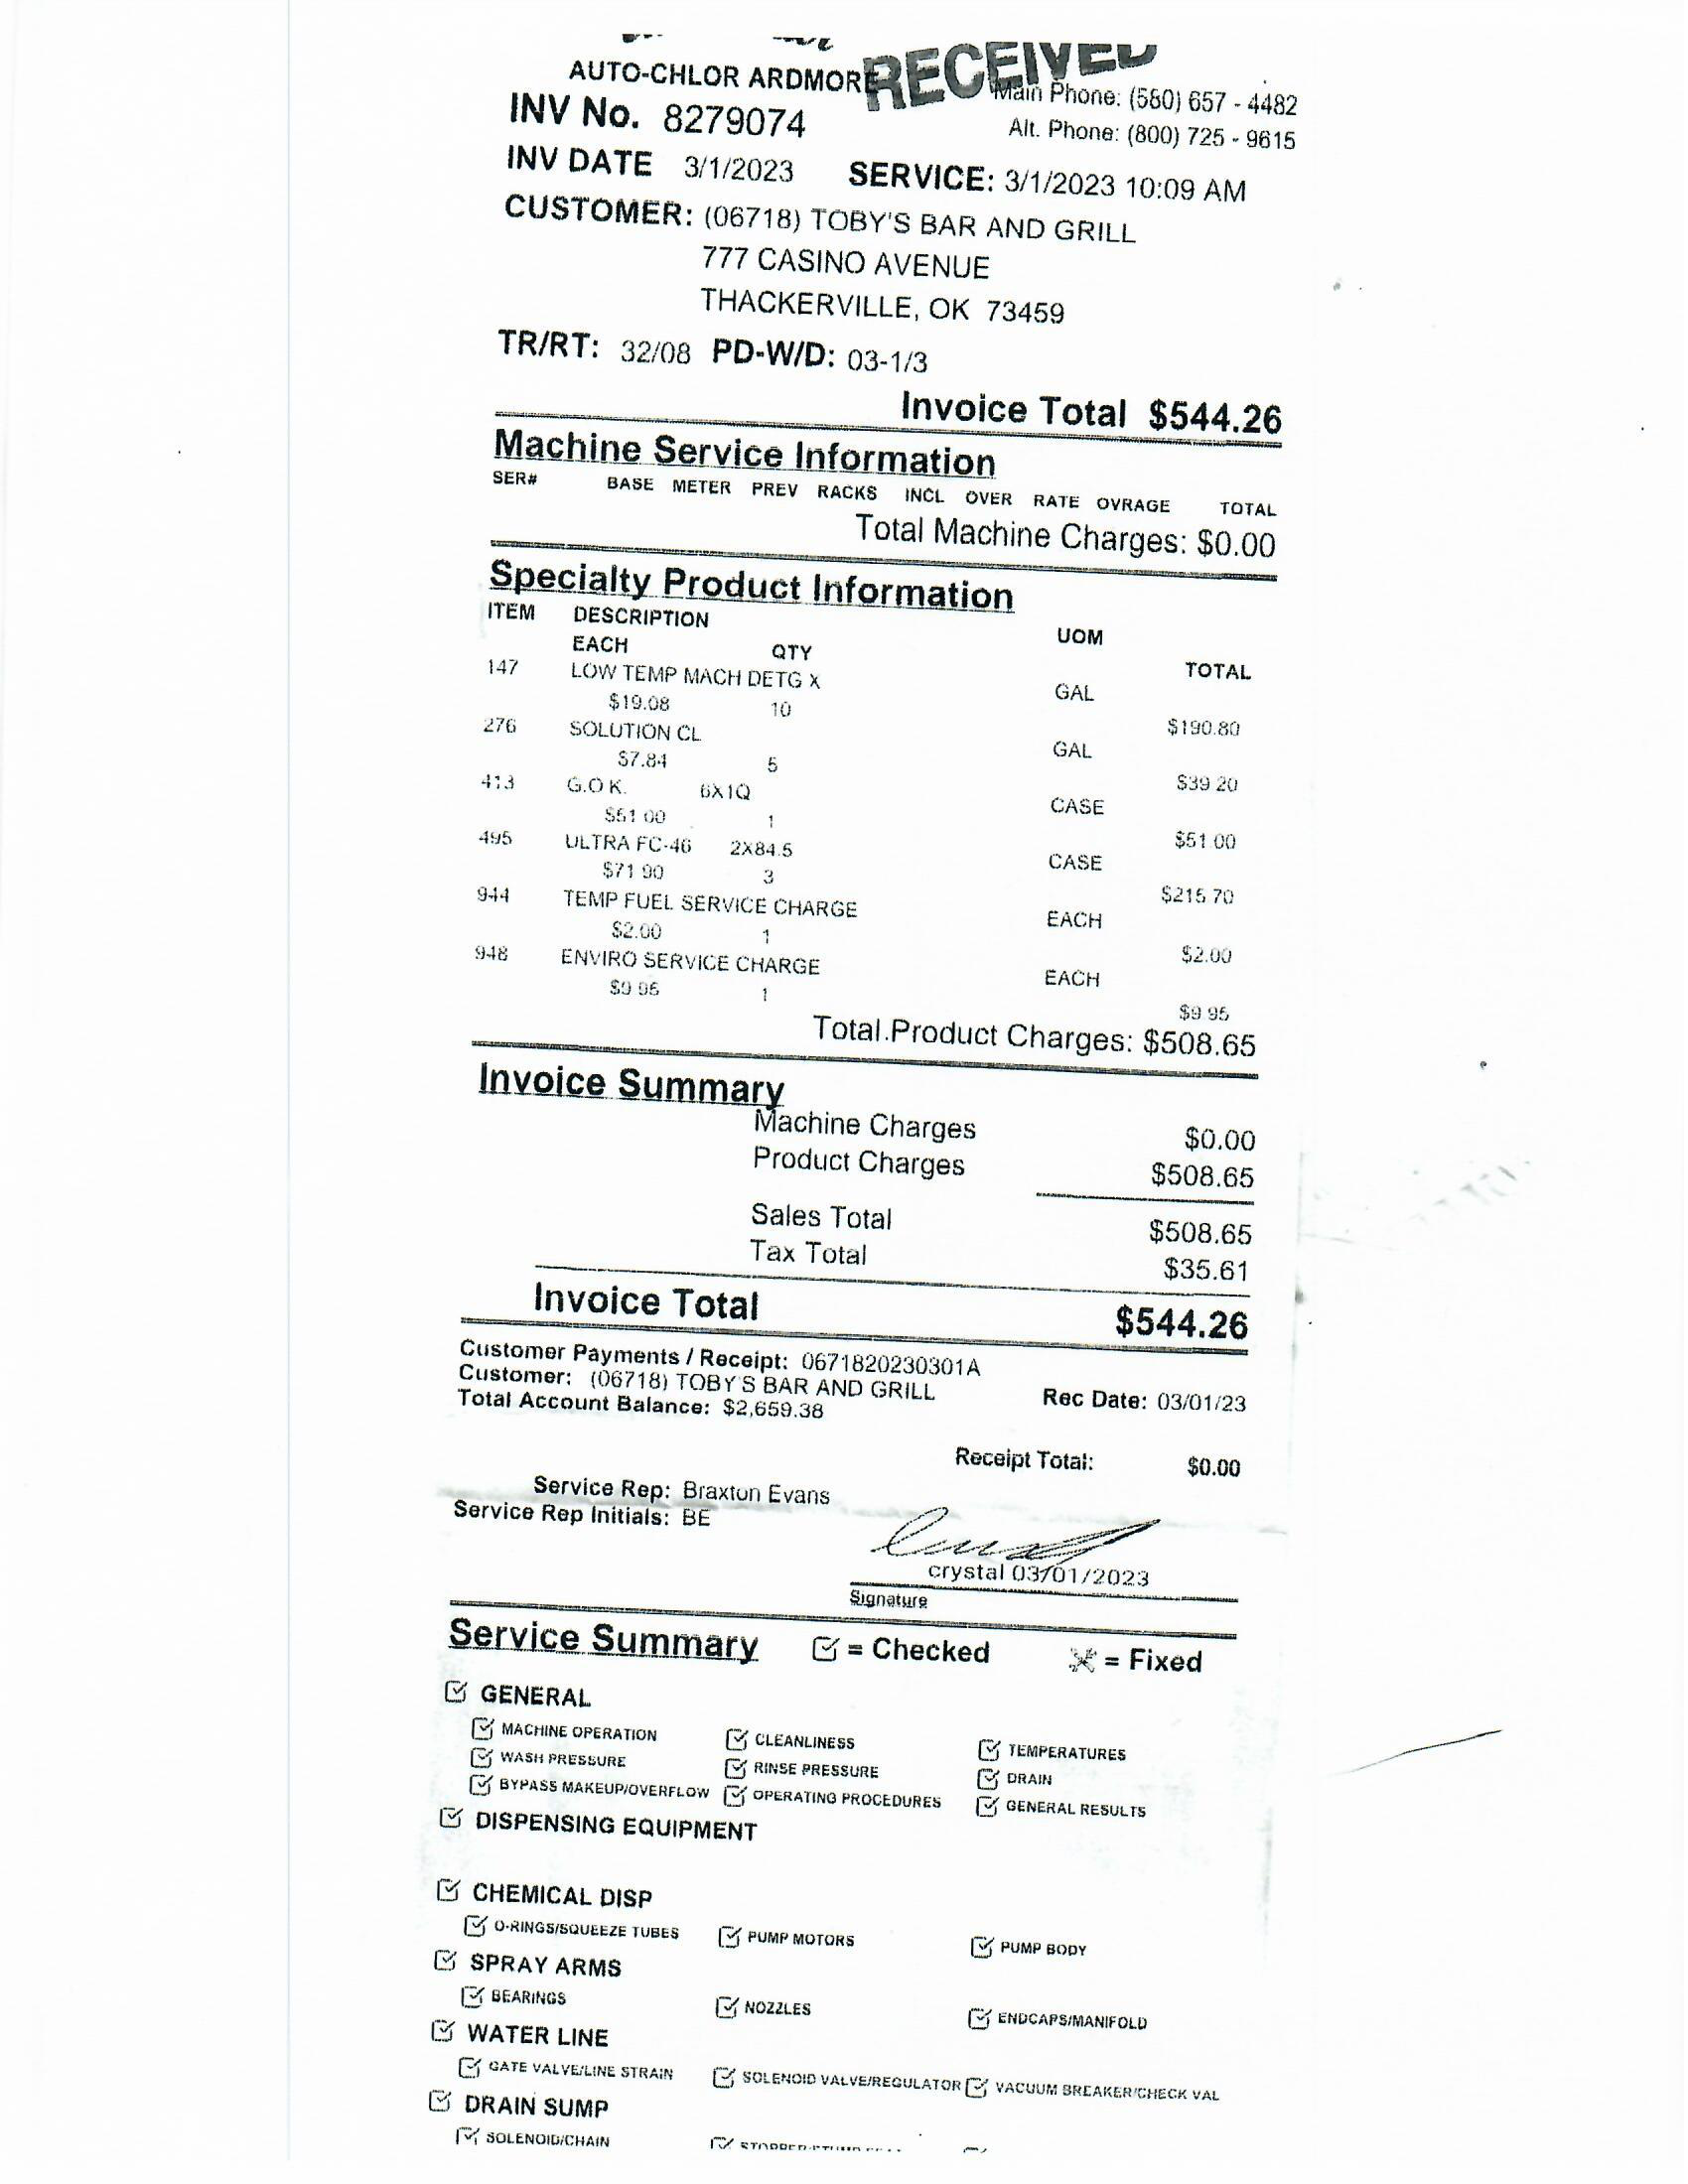 RECEIVED
AUTO-CHLOR ARDMORE
Main Phone: (580) 657 - 4482
INV No. 8279074
Alt. Phone: (800) 725 - 9615
INV DATE 3/1/2023 SERVICE: 3/1/2023 10:09 AM
CUSTOMER: (06718) TOBY'S BAR AND GRILL
777 CASINO AVENUE
THACKERVILLE, OK 73459
TR/RT: 32/08 PD-W/D: 03-1/3
Invoice Total $544.26
Machine Service Information
SER# BASE METER PREV RACKS INCL OVER RATE OVRAGE TOTAL
Total Machine Charges: $0.00
Specialty Product Information
ITEM DESCRIPTION UOM
EACH QTY TOTAL
147 LOW TEMP MACH DETG X GAL
$19.08 10 $190.80
276 SOLUTION CL GAL
$7.84 5 $39.20
413 G.O.K. 6X1Q CASE
$51.00 1 $51.00
495 ULTRA FC-46 2X84.5 CASE
$71.90 3 $215.70
944 TEMP FUEL SERVICE CHARGE EACH
$2.00 1 $2.00
948 ENVIRO SERVICE CHARGE EACH
$9.95 1 $9.95
Total Product Charges: $508.65
Invoice Summary
Machine Charges $0.00
Product Charges $508.65
Sales Total $508.65
Tax Total $35.61
Invoice Total $544.26
Customer Payments / Receipt: 0671820230301A
Customer: (06718) TOBY'S BAR AND GRILL Rec Date: 03/01/23
Total Account Balance: $2,659.38
Receipt Total: $0.00
Service Rep: Braxton Evans
Service Rep Initials: BE
crystal 03/01/2023
Signature
Service Summary = Checked = Fixed
GENERAL
MACHINE OPERATION CLEANLINESS TEMPERATURES
WASH PRESSURE RINSE PRESSURE DRAIN
BYPASS MAKEUP/OVERFLOW OPERATING PROCEDURES GENERAL RESULTS
DISPENSING EQUIPMENT
CHEMICAL DISP
O-RINGS/SQUEEZE TUBES PUMP MOTORS PUMP BODY
SPRAY ARMS
BEARINGS NOZZLES ENDCAPS/MANIFOLD
WATER LINE
GATE VALVE/LINE STRAIN SOLENOID VALVE/REGULATOR VACUUM BREAKER/CHECK VAL
DRAIN SUMP
SOLENOID/CHAIN